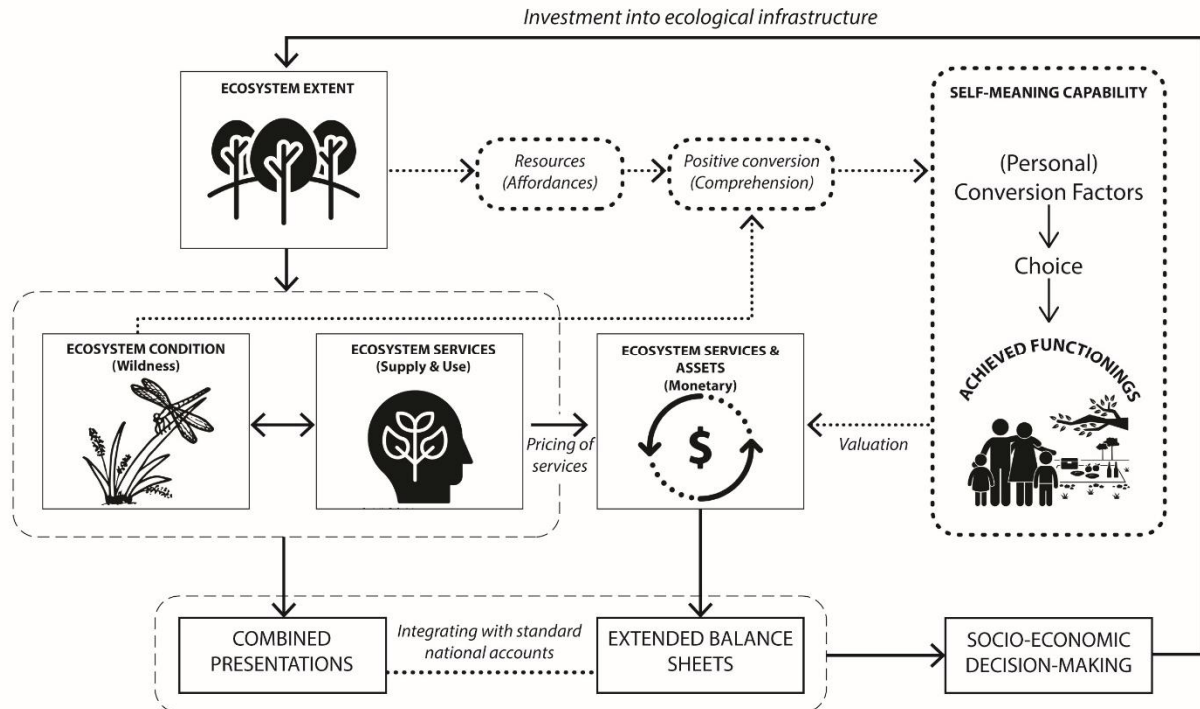 Investment into ecological infrastructure
ECOSYSTEM EXTENT
SELF-MEANING CAPABILITY
Resources
(Affordances)
Positive conversion
(Comprehension)
(Personal)
Conversion Factors
Choice
ACHIEVED FUNCTIONINGS
ECOSYSTEM CONDITION
(Wildness)
ECOSYSTEM SERVICES
(Supply & Use)
Pricing of
services
ECOSYSTEM SERVICES &
ASSETS
(Monetary)
$
Valuation
COMBINED
PRESENTATIONS
Integrating with standard
national accounts
EXTENDED BALANCE
SHEETS
SOCIO-ECONOMIC
DECISION-MAKING